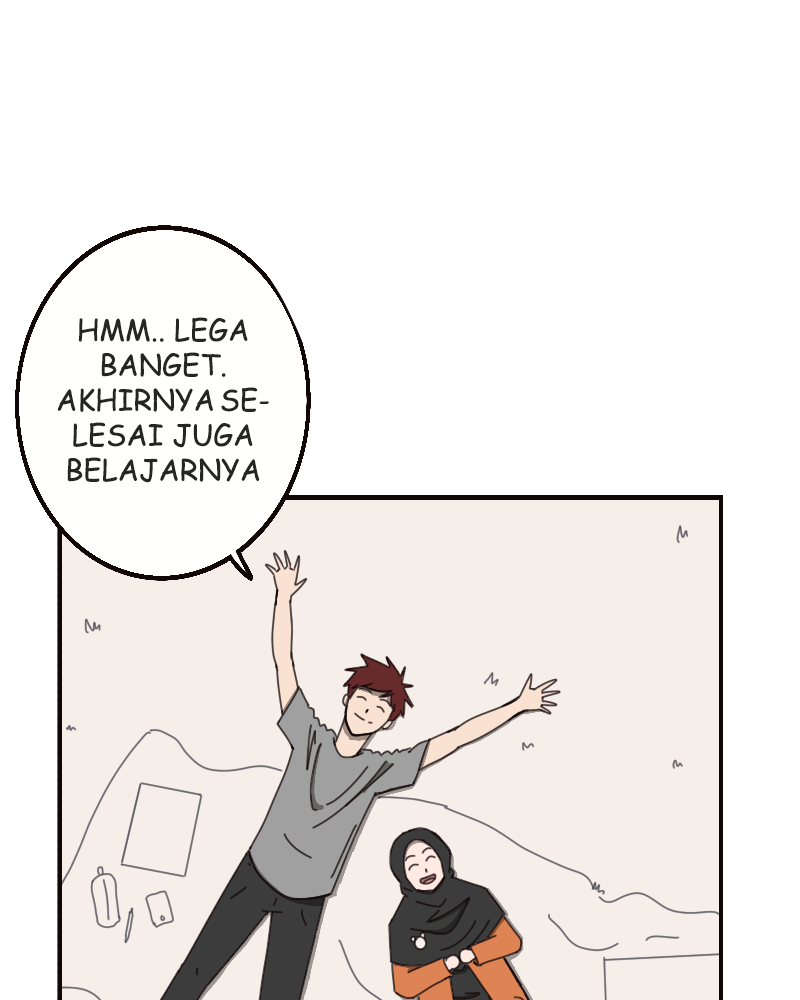 HMM.. LEGA
BANGET.
AKHIRNYA SE-
LESAI JUGA
BELAJARNYA